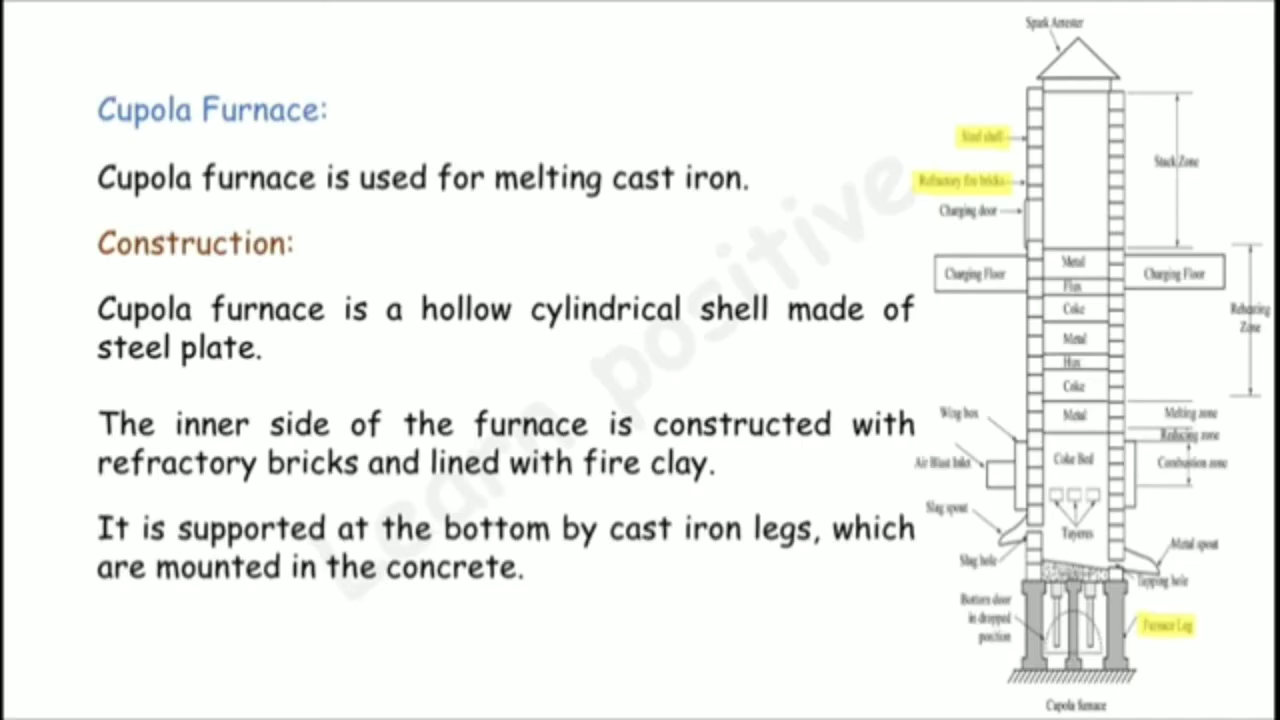 Cupola Furnace:
Cupola furnace is used for melting cast iron.
Construction:
Cupola furnace is a hollow cylindrical shell made of
steel plate.
The inner side of the furnace is constructed with
refractory bricks and lined with fire clay.
It is supported at the bottom by cast iron legs, which
are mounted in the concrete.
Learn positive
Spark Arrester
Steel shell
Refractory fire bricks
Charging door
Stack Zone
Charging Floor
Metal
Flux
Coke
Metal
Flux
Coke
Metal
Charging Floor
Zone
Wing box
Melting zone
Reducing zone
Combustion zone
Air Blast Inlet
Coke Bed
Slag spout
Tuyeres
Metal spout
Slag hole
Tapping hole
Bottom door
in dropped
position
Furnace Leg
Cupola furnace